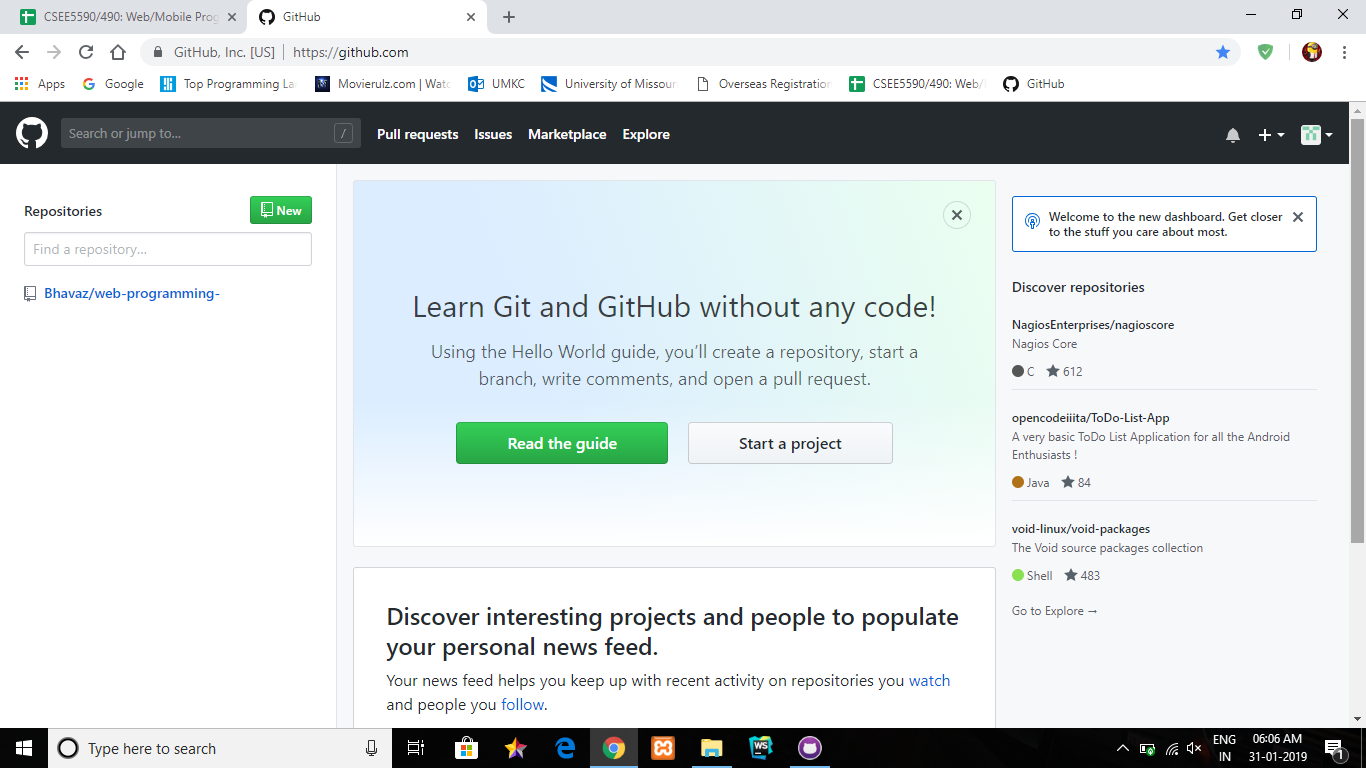 CSEE5590/490: Web/Mobile Prog
GitHub
GitHub, Inc. [US]
https://github.com
Apps
Google
Top Programming La
Movierulz.com | Watc
UMKC
University of Missour
Overseas Registration
CSEE5590/490: Web/
GitHub
Search or jump to...
/
Pull requests
Issues
Marketplace
Explore
Repositories
New
Find a repository...
Bhavaz/web-programming-
Learn Git and GitHub without any code!
Using the Hello World guide, you’ll create a repository, start a
branch, write comments, and open a pull request.
Read the guide
Start a project
Discover interesting projects and people to populate
your personal news feed.
Your news feed helps you keep up with recent activity on repositories you watch
and people you follow.
Welcome to the new dashboard. Get closer
to the stuff you care about most.
Discover repositories
NagiosEnterprises/nagioscore
Nagios Core
C 612
opencodeiiita/ToDo-List-App
A very basic ToDo List Application for all the Android
Enthusiasts !
Java 84
void-linux/void-packages
The Void source packages collection
Shell 483
Go to Explore →
Type here to search
WS
ENG
IN
06:06 AM
31-01-2019
1